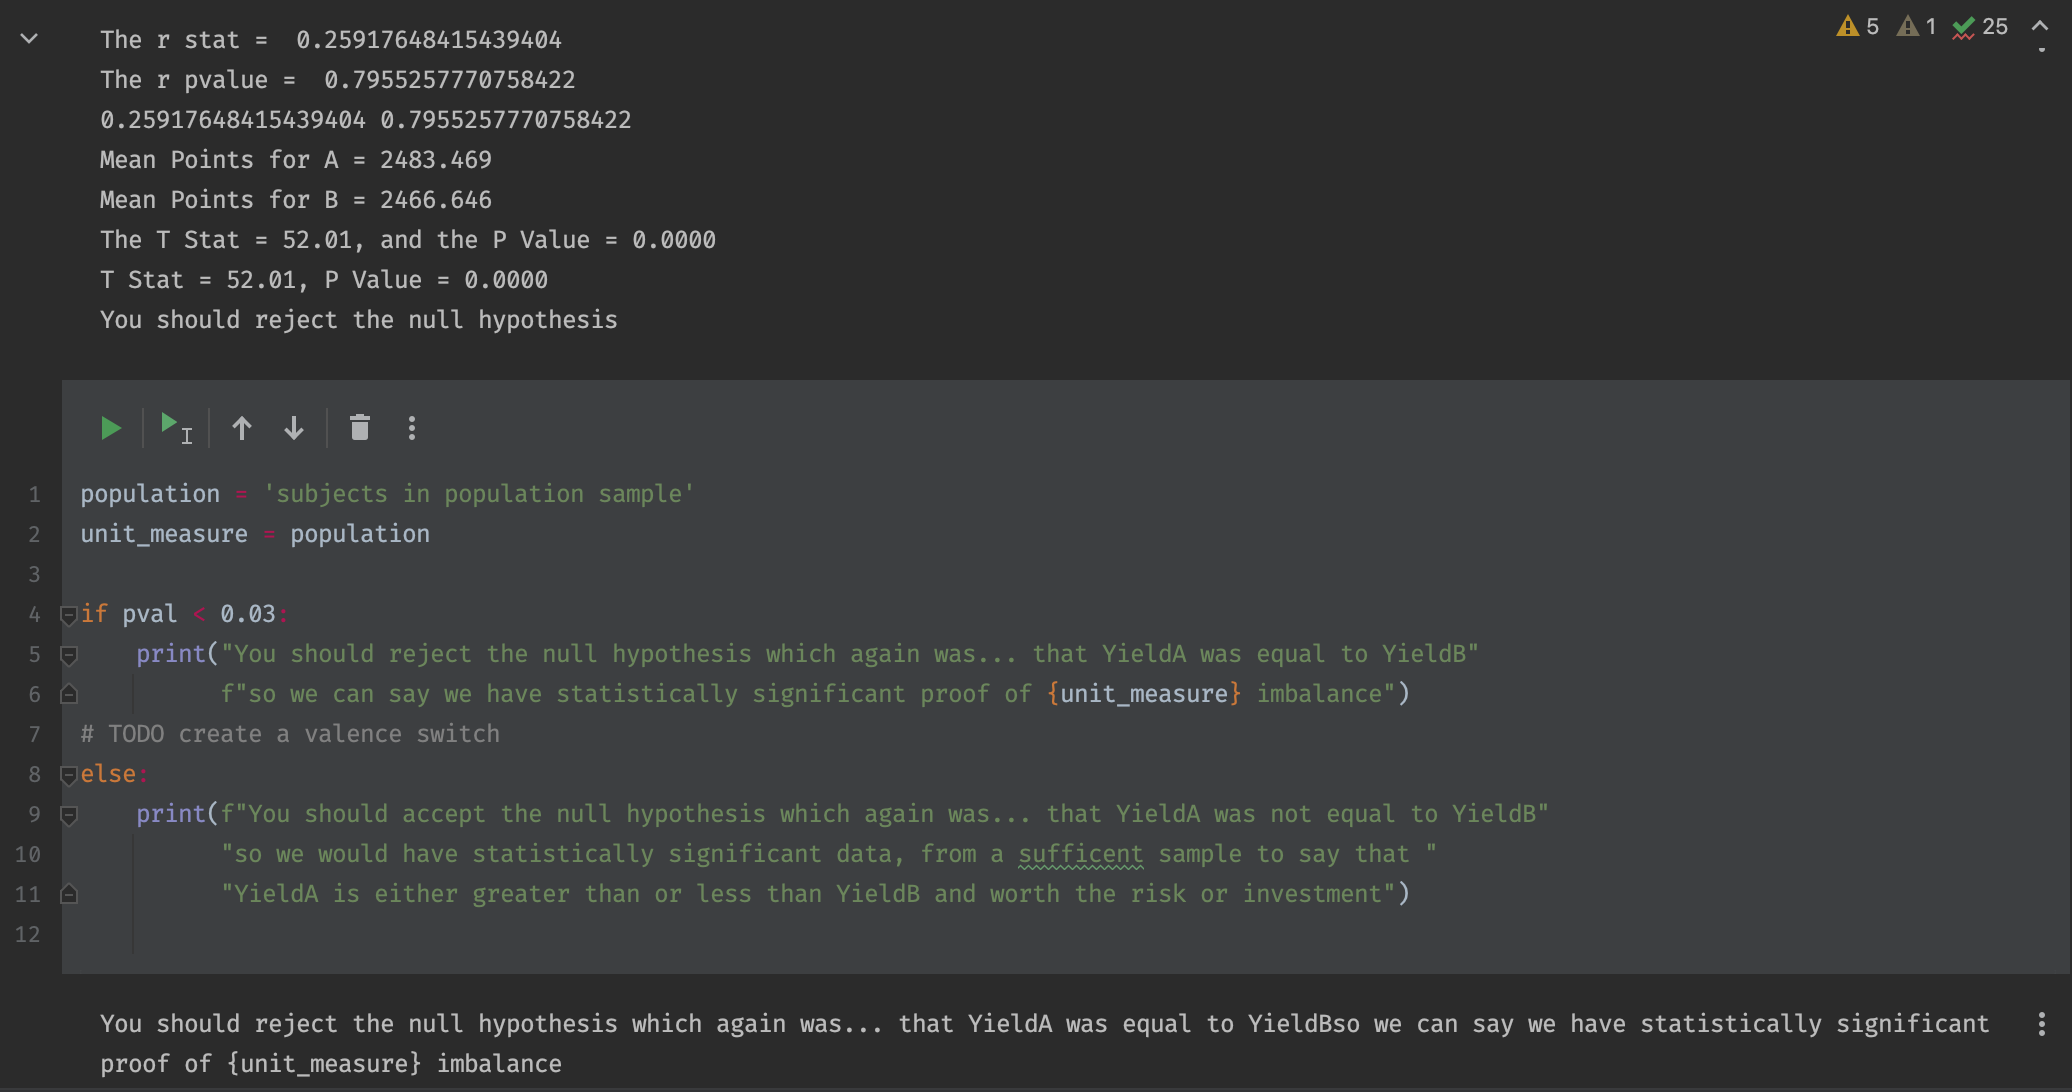 The r stat =  0.25917648415439404
5 1 25
The r pvalue =  0.7955257770758422
0.25917648415439404 0.7955257770758422
Mean Points for A = 2483.469
Mean Points for B = 2466.646
The T Stat = 52.01, and the P Value = 0.0000
T Stat = 52.01, P Value = 0.0000
You should reject the null hypothesis
1 population = 'subjects in population sample'
2 unit_measure = population
3
4 if pval < 0.03:
5     print("You should reject the null hypothesis which again was... that YieldA was equal to YieldB"
6           f"so we can say we have statistically significant proof of {unit_measure} imbalance")
7 # TODO create a valence switch
8 else:
9     print(f"You should accept the null hypothesis which again was... that YieldA was not equal to YieldB"
10           "so we would have statistically significant data, from a sufficent sample to say that "
11           "YieldA is either greater than or less than YieldB and worth the risk or investment")
12
You should reject the null hypothesis which again was... that YieldA was equal to YieldBso we can say we have statistically significant
proof of {unit_measure} imbalance